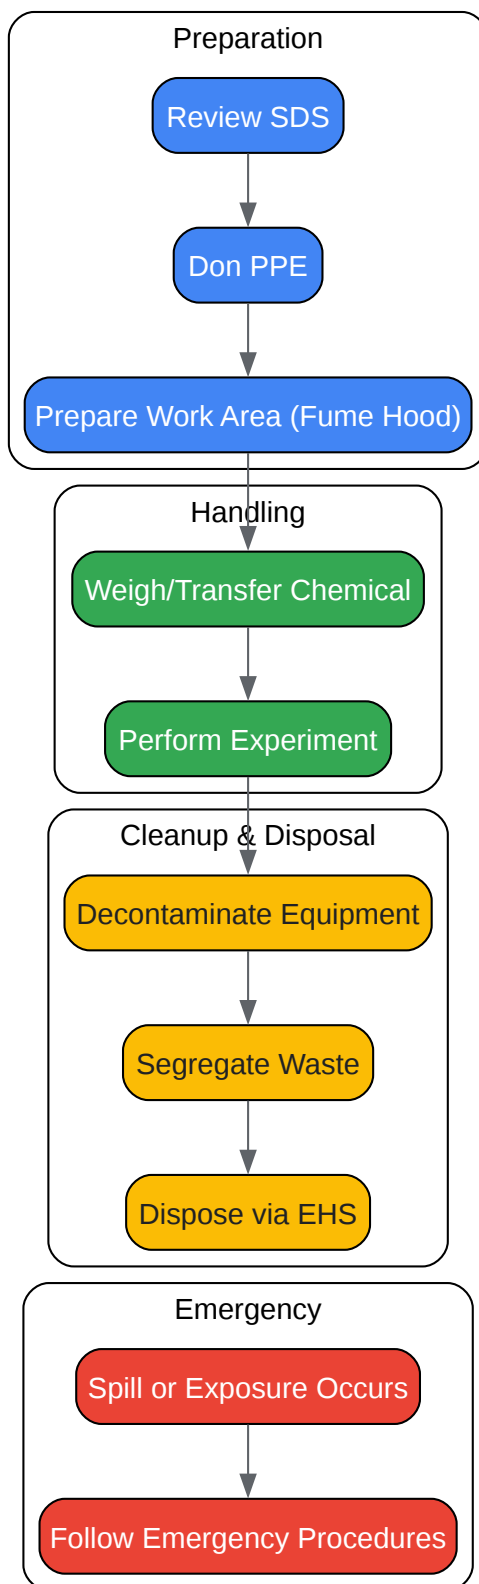 Preparation
Review SDS
Don PPE
Prepare Work Area (Fume Hood)
Handling
Weigh/Transfer Chemical
Perform Experiment
Cleanup & Disposal
Decontaminate Equipment
Segregate Waste
Dispose via EHS
Emergency
Spill or Exposure Occurs
Follow Emergency Procedures